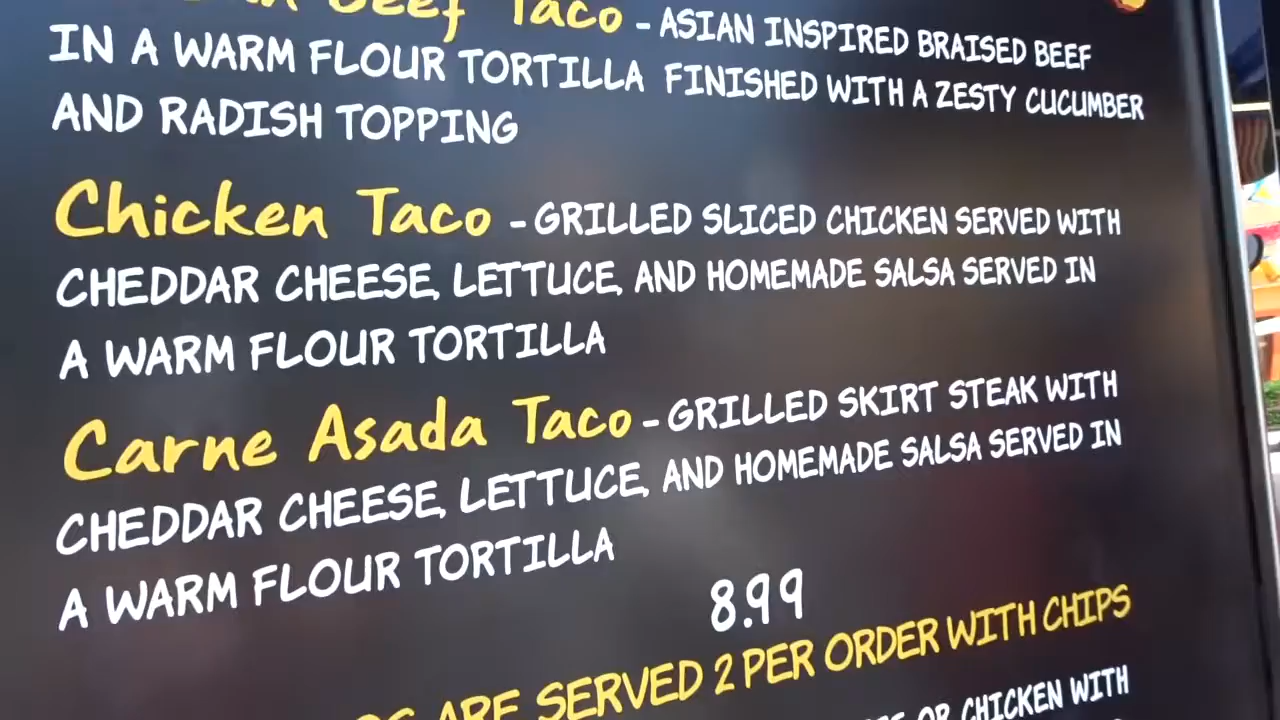 Beef Taco - ASIAN INSPIRED BRAISED BEEF
IN A WARM FLOUR TORTILLA FINISHED WITH A ZESTY CUCUMBER
AND RADISH TOPPING
Chicken Taco - GRILLED SLICED CHICKEN SERVED WITH
CHEDDAR CHEESE, LETTUCE, AND HOMEMADE SALSA SERVED IN
A WARM FLOUR TORTILLA
Carne Asada Taco - GRILLED SKIRT STEAK WITH
CHEDDAR CHEESE, LETTUCE, AND HOMEMADE SALSA SERVED IN
A WARM FLOUR TORTILLA
8.99
ARE SERVED 2 PER ORDER WITH CHIPS
OR CHICKEN WITH